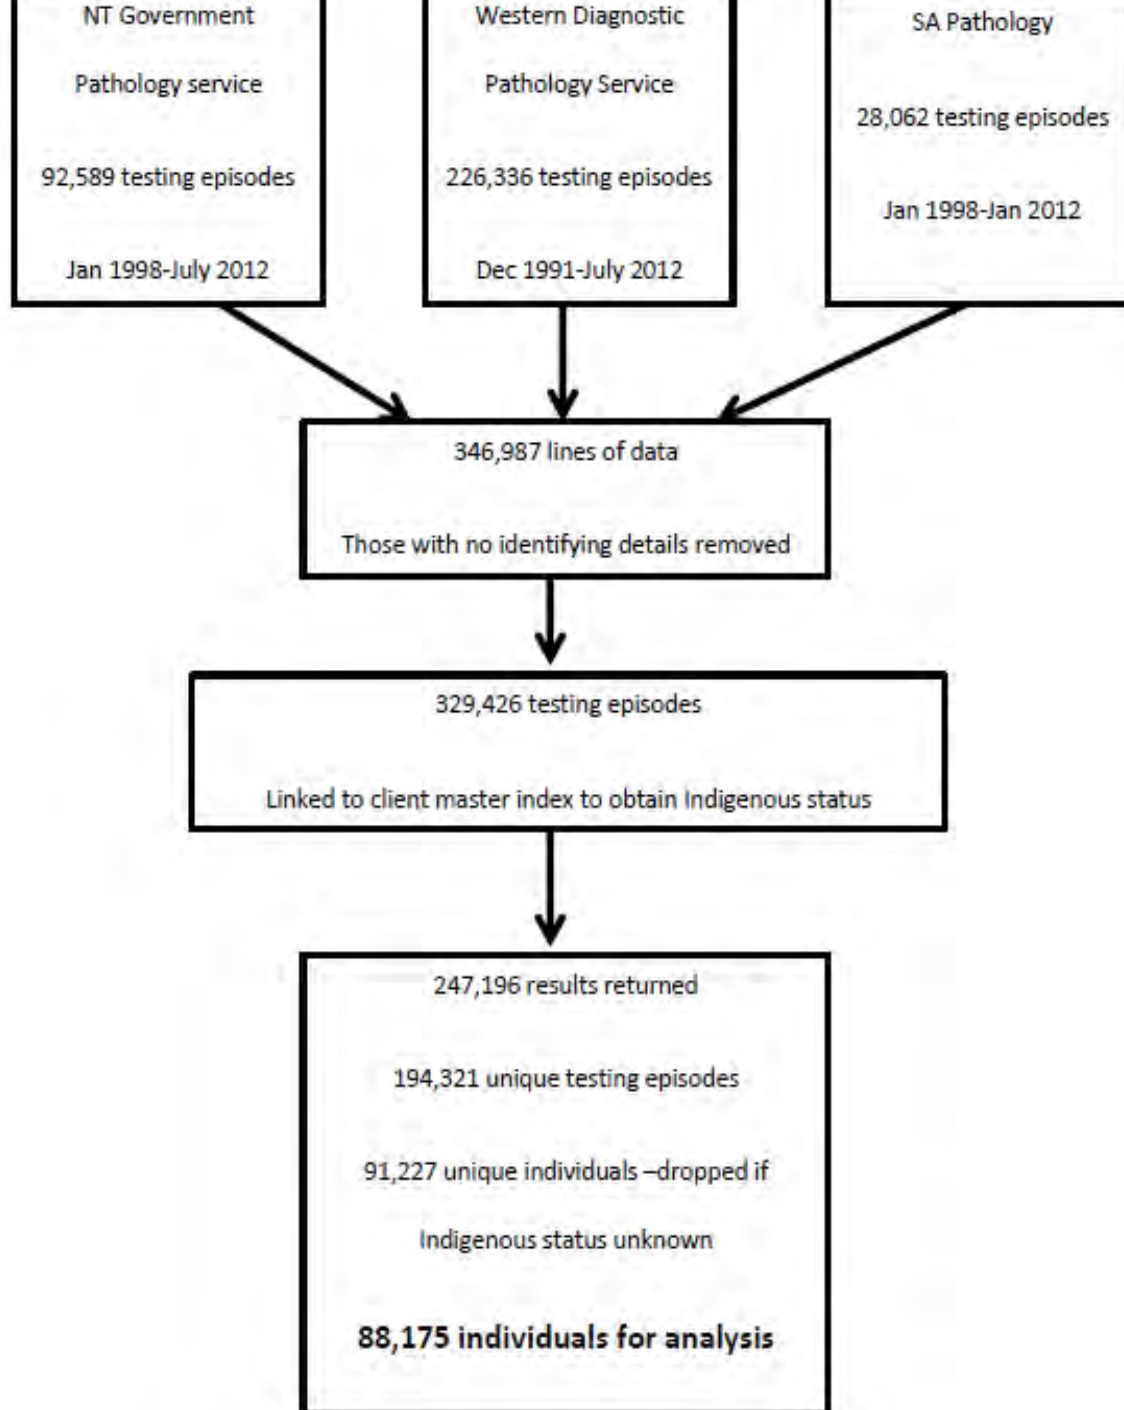 NT Government
Pathology service
92,589 testing episodes
Jan 1998-July 2012
Western Diagnostic
Pathology Service
226,336 testing episodes
Dec 1991-July 2012
SA Pathology
28,062 testing episodes
Jan 1998-Jan 2012
346,987 lines of data
Those with no identifying details removed
329,426 testing episodes
Linked to client master index to obtain Indigenous status
247,196 results returned
194,321 unique testing episodes
91,227 unique individuals –dropped if
Indigenous status unknown
88,175 individuals for analysis